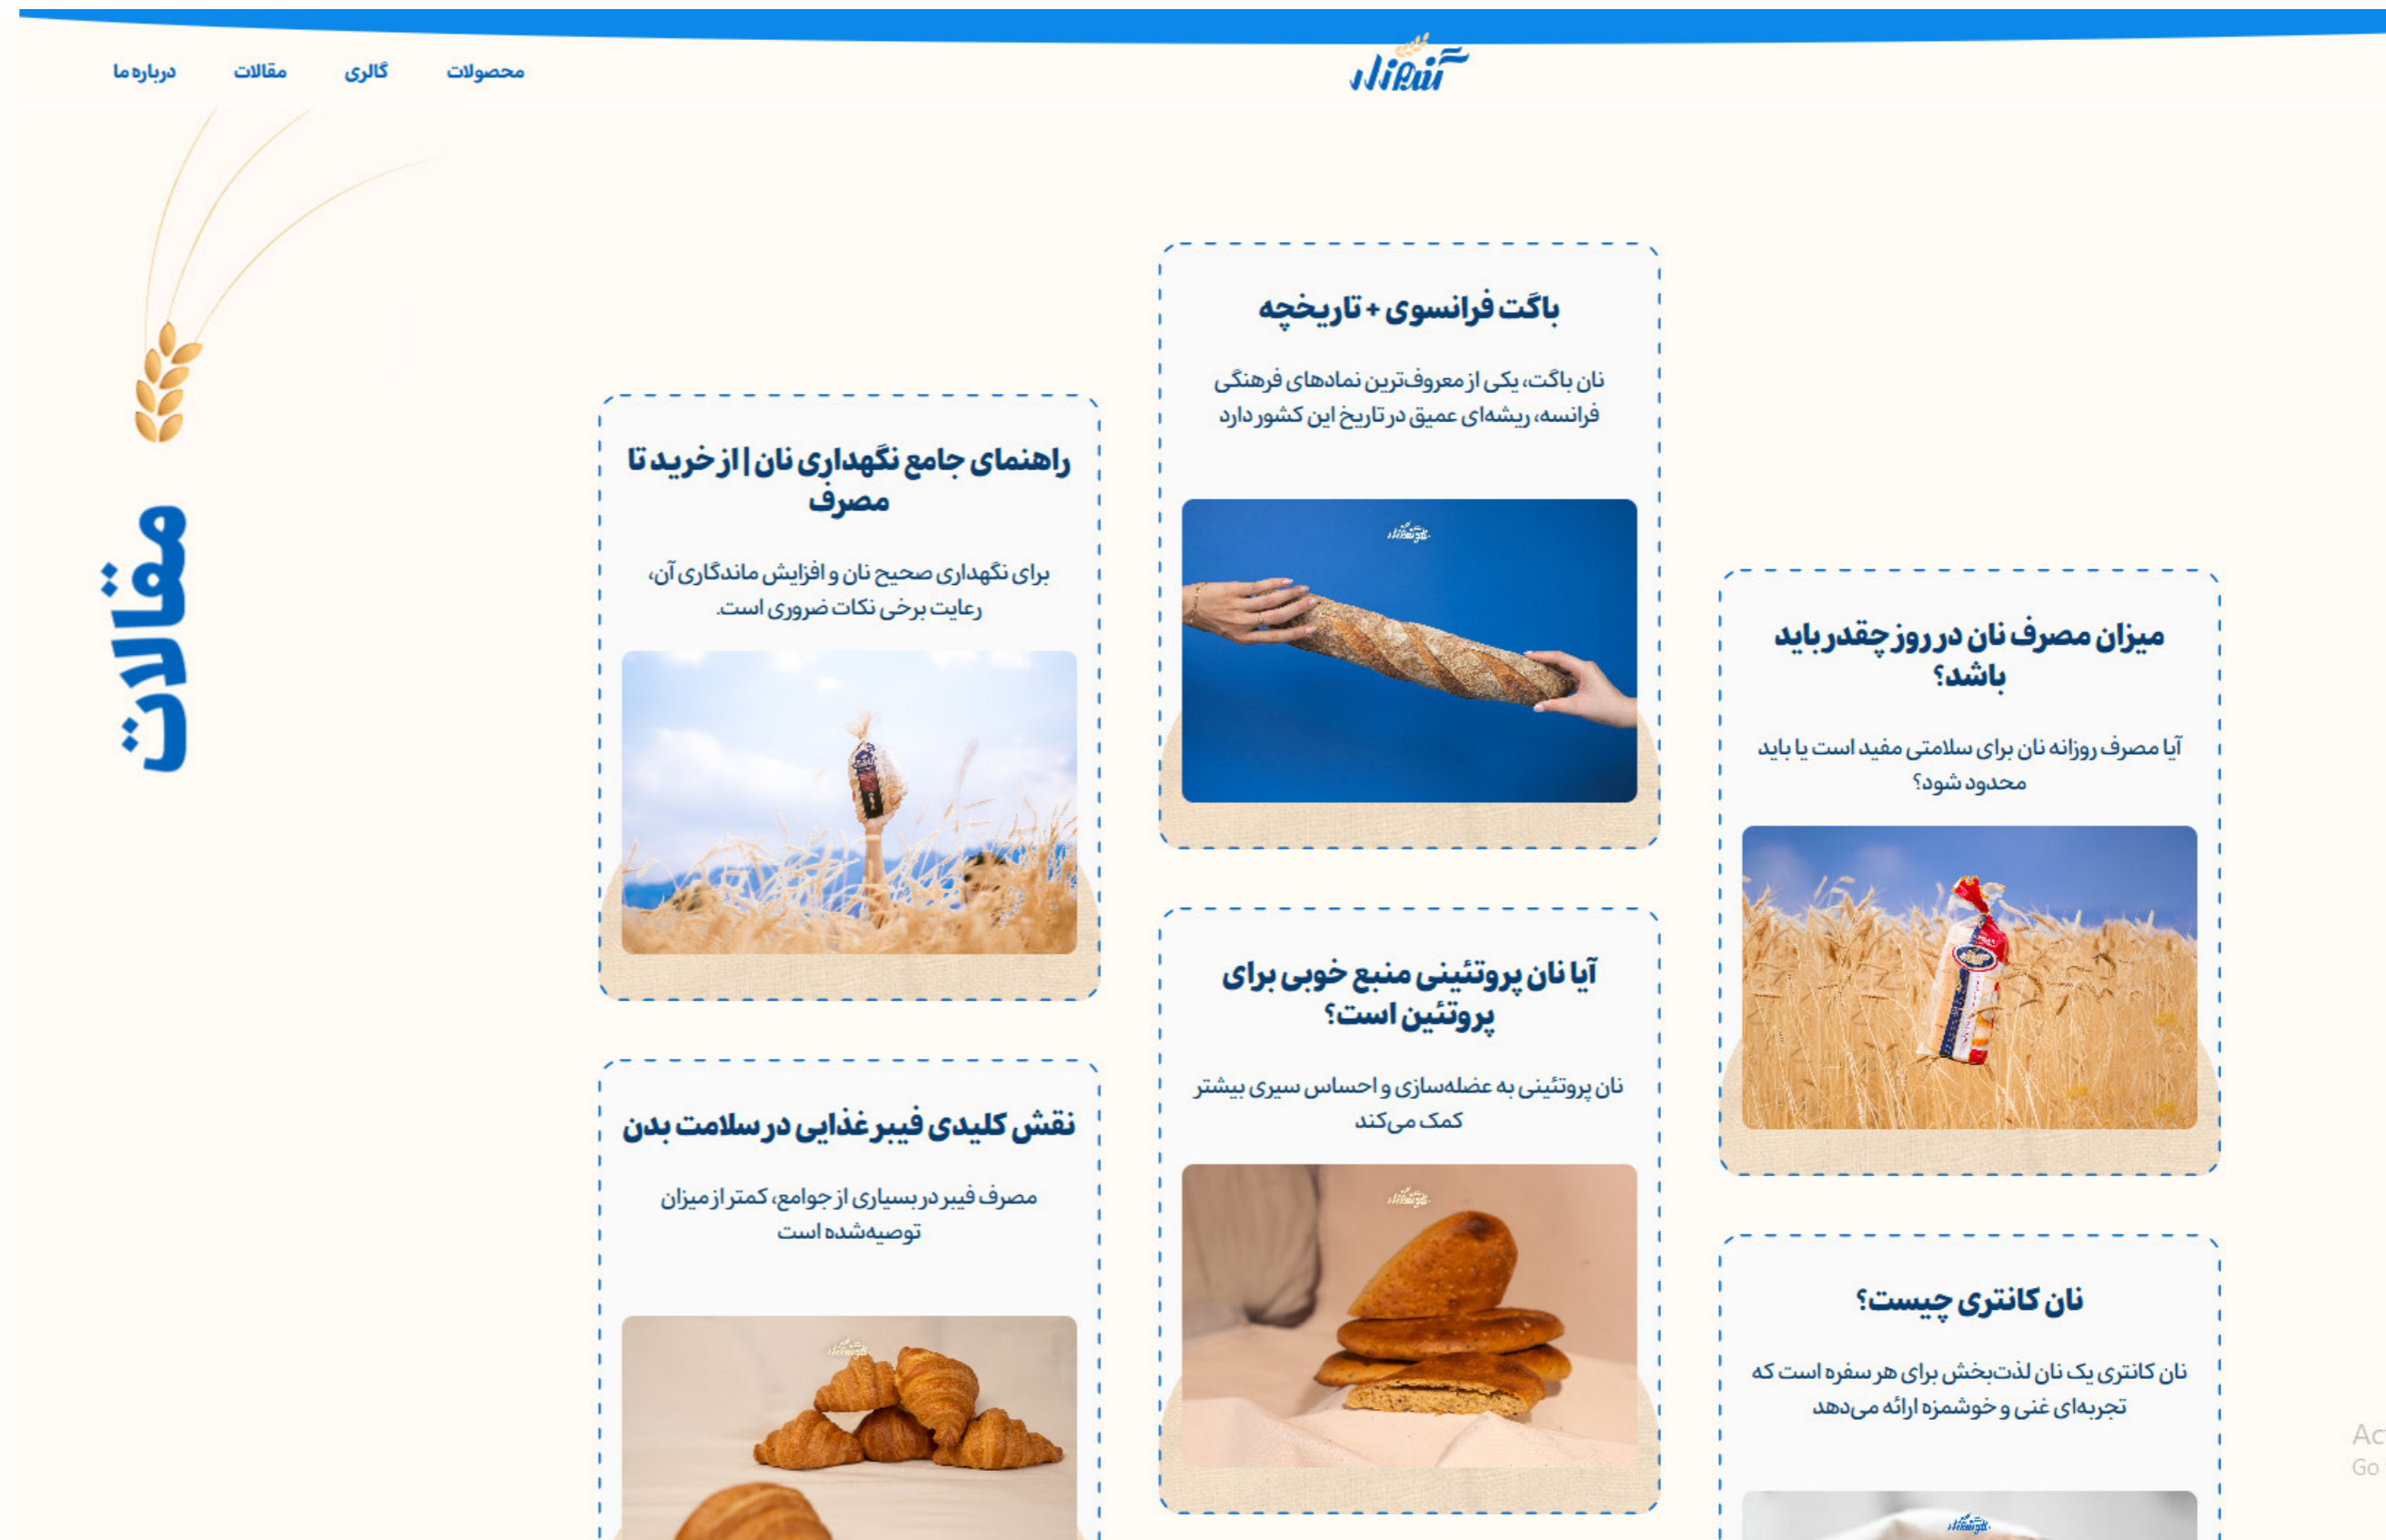 محصولات
گالری
مقالات
درباره ما
مقالات
باگت فرانسوی + تاریخچه
نان باگت، یکی از معروف‌ترین نمادهای فرهنگی
فرانسه، ریشه‌ای عمیق در تاریخ این کشور دارد
راهنمای جامع نگهداری نان | از خرید تا
مصرف
برای نگهداری صحیح نان و افزایش ماندگاری آن،
رعایت برخی نکات ضروری است.
میزان مصرف نان در روز چقدر باید
باشد؟
آیا مصرف روزانه نان برای سلامتی مفید است یا باید
محدود شود؟
آیا نان پروتئینی منبع خوبی برای
پروتئین است؟
نان پروتئینی به عضله‌سازی و احساس سیری بیشتر
کمک می‌کند
نقش کلیدی فیبر غذایی در سلامت بدن
مصرف فیبر در بسیاری از جوامع، کمتر از میزان
توصیه‌شده است
نان کانتری چیست؟
نان کانتری یک نان لذت‌بخش برای هر سفره است که
تجربه‌ای غنی و خوشمزه ارائه می‌دهد
Go